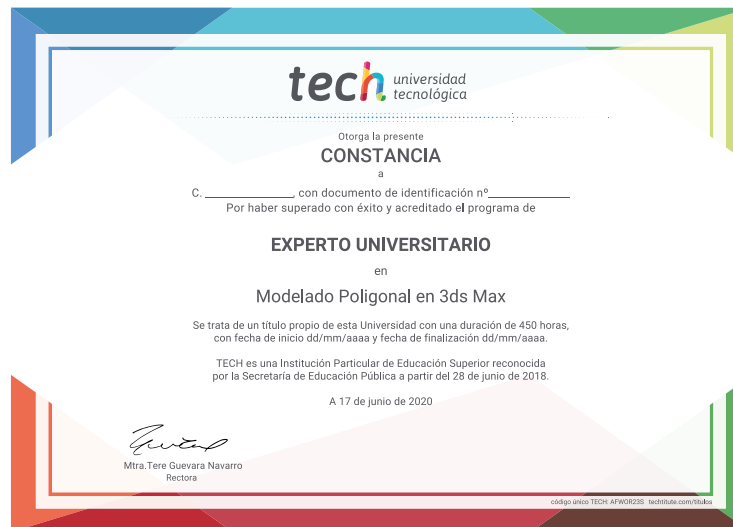 tech universidad
tecnológica
Otorga la presente
CONSTANCIA
a
C. ______________, con documento de identificación nº______________
Por haber superado con éxito y acreditado el programa de
EXPERTO UNIVERSITARIO
en
Modelado Poligonal en 3ds Max
Se trata de un título propio de esta Universidad con una duración de 450 horas,
con fecha de inicio dd/mm/aaaa y fecha de finalización dd/mm/aaaa.
TECH es una Institución Particular de Educación Superior reconocida
por la Secretaría de Educación Pública a partir del 28 de junio de 2018.
A 17 de junio de 2020
Mtra.Tere Guevara Navarro
Rectora
código único TECH: AFWOR23S techtitute.com/titulos